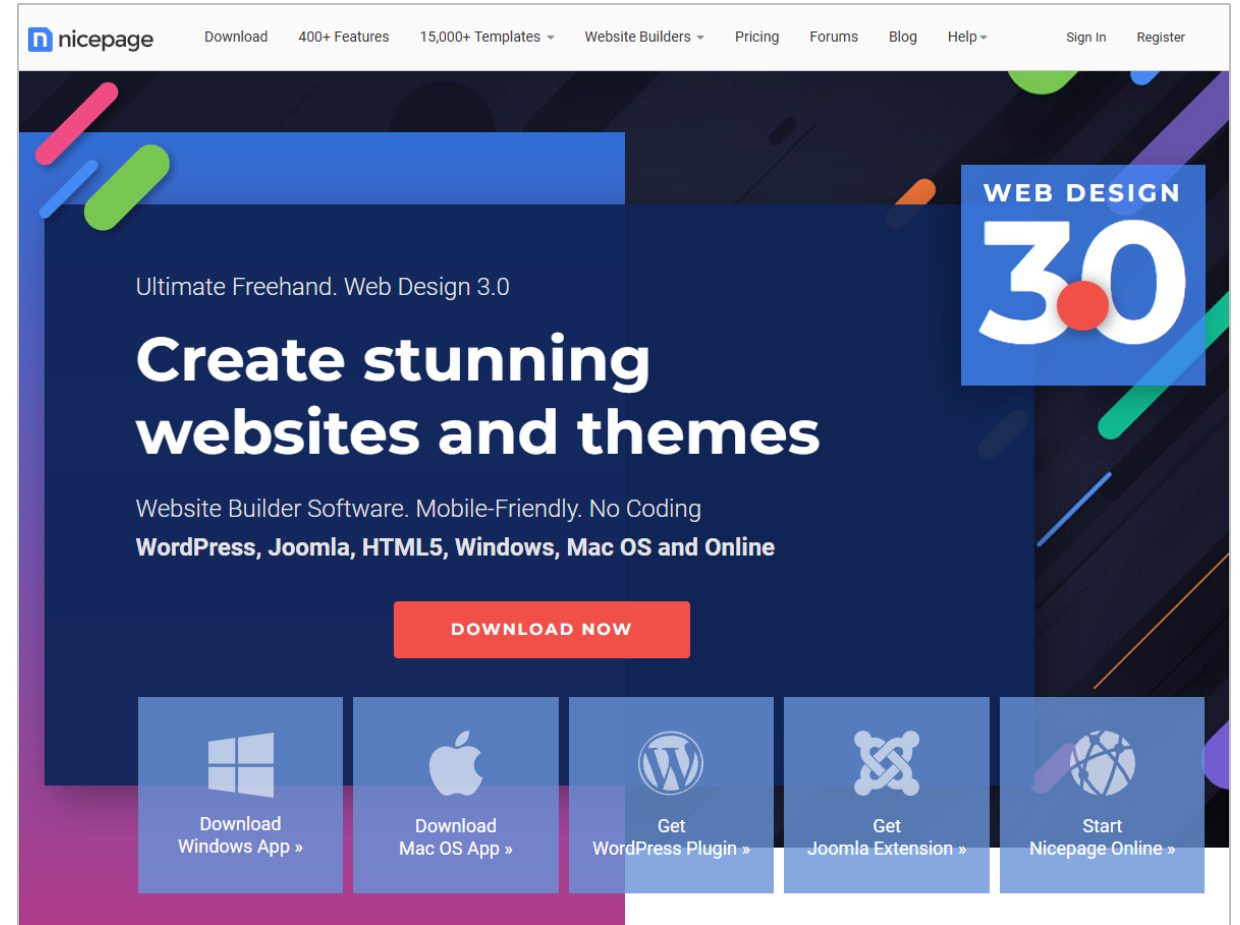 nicepage Download 400+ Features 15,000+ Templates Website Builders Pricing Forums Blog Help Sign In Register
WEB DESIGN
3.0
Ultimate Freehand. Web Design 3.0
Create stunning
websites and themes
Website Builder Software. Mobile-Friendly. No Coding
WordPress, Joomla, HTML5, Windows, Mac OS and Online
DOWNLOAD NOW
Download
Windows App »
Download
Mac OS App »
Get
WordPress Plugin »
Get
Joomla Extension »
Start
Nicepage Online »